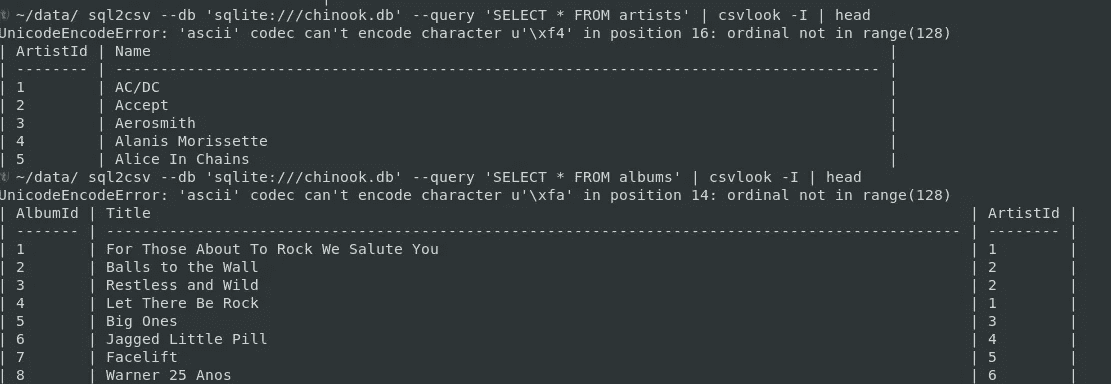 ~/data/ sql2csv --db 'sqlite:///chinook.db' --query 'SELECT * FROM artists' | csvlook -I | head
UnicodeEncodeError: 'ascii' codec can't encode character u'\xf4' in position 16: ordinal not in range(128)
| ArtistId | Name                                                                                  |
| -------- | ------------------------------------------------------------------------------------- |
| 1        | AC/DC                                                                                 |
| 2        | Accept                                                                                |
| 3        | Aerosmith                                                                             |
| 4        | Alanis Morissette                                                                     |
| 5        | Alice In Chains                                                                       |
~/data/ sql2csv --db 'sqlite:///chinook.db' --query 'SELECT * FROM albums' | csvlook -I | head
UnicodeEncodeError: 'ascii' codec can't encode character u'\xfa' in position 14: ordinal not in range(128)
| AlbumId | Title                                                                                           | ArtistId |
| ------- | ----------------------------------------------------------------------------------------------- | -------- |
| 1       | For Those About To Rock We Salute You                                                           | 1        |
| 2       | Balls to the Wall                                                                               | 2        |
| 3       | Restless and Wild                                                                               | 2        |
| 4       | Let There Be Rock                                                                               | 1        |
| 5       | Big Ones                                                                                        | 3        |
| 6       | Jagged Little Pill                                                                              | 4        |
| 7       | Facelift                                                                                        | 5        |
| 8       | Warner 25 Anos                                                                                  | 6        |